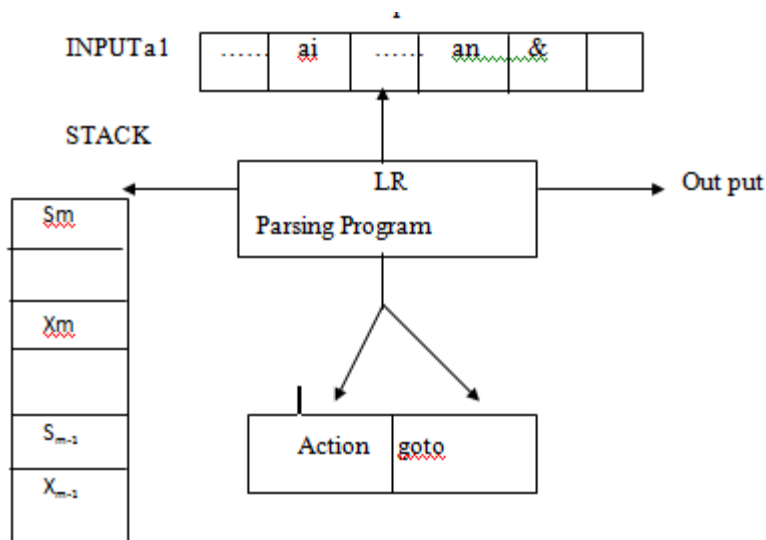 INPUTa1 …… ai …… an & 
STACK
LR
Parsing Program
Out put
Sm
Xm
Sm-1
Xm-1
Action goto